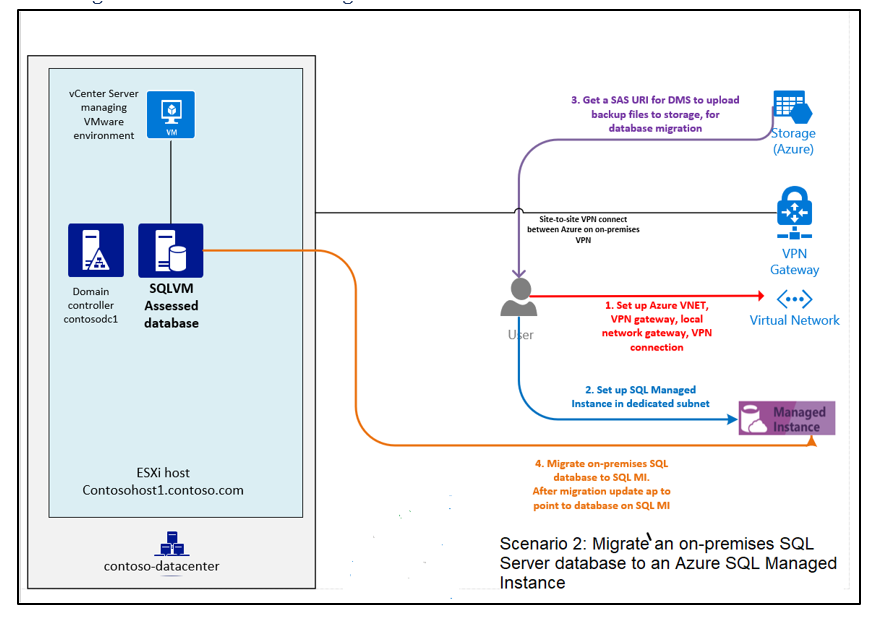 vCenter Server
managing
VMware
environment
VM
Domain
controller
contosodc1
SQLVM
Assessed
database
ESXi host
Contosohost1.contoso.com
contoso-datacenter
3. Get a SAS URI for DMS to upload
backup files to storage, for
database migration
Storage
(Azure)
Site-to-site VPN connect
between Azure on on-premises
VPN
VPN
Gateway
User
1. Set up Azure VNET,
VPN gateway, local
network gateway, VPN
connection
Virtual Network
2. Set up SQL Managed
Instance in dedicated subnet
Managed
Instance
4. Migrate on-premises SQL
database to SQL MI.
After migration update ap to
point to database on SQL MI
Scenario 2: Migrate an on-premises SQL
Server database to an Azure SQL Managed
Instance